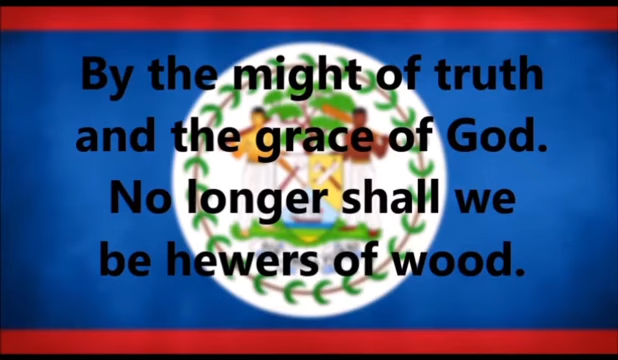 By the might of truth
and the grace of God.
No longer shall we
be hewers of wood.